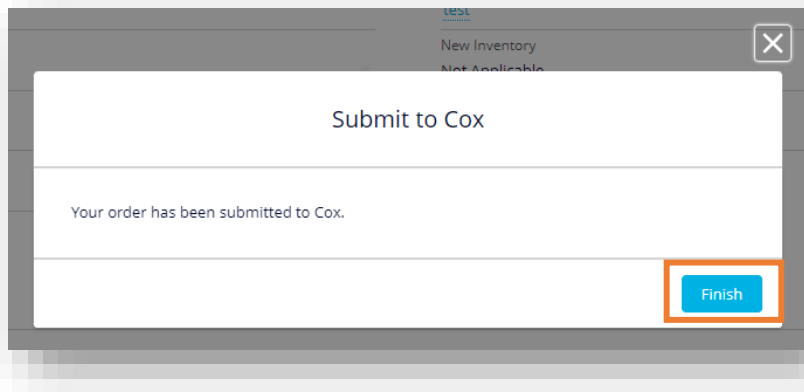 test
New Inventory
Not Applicable
Submit to Cox
Your order has been submitted to Cox.
Finish